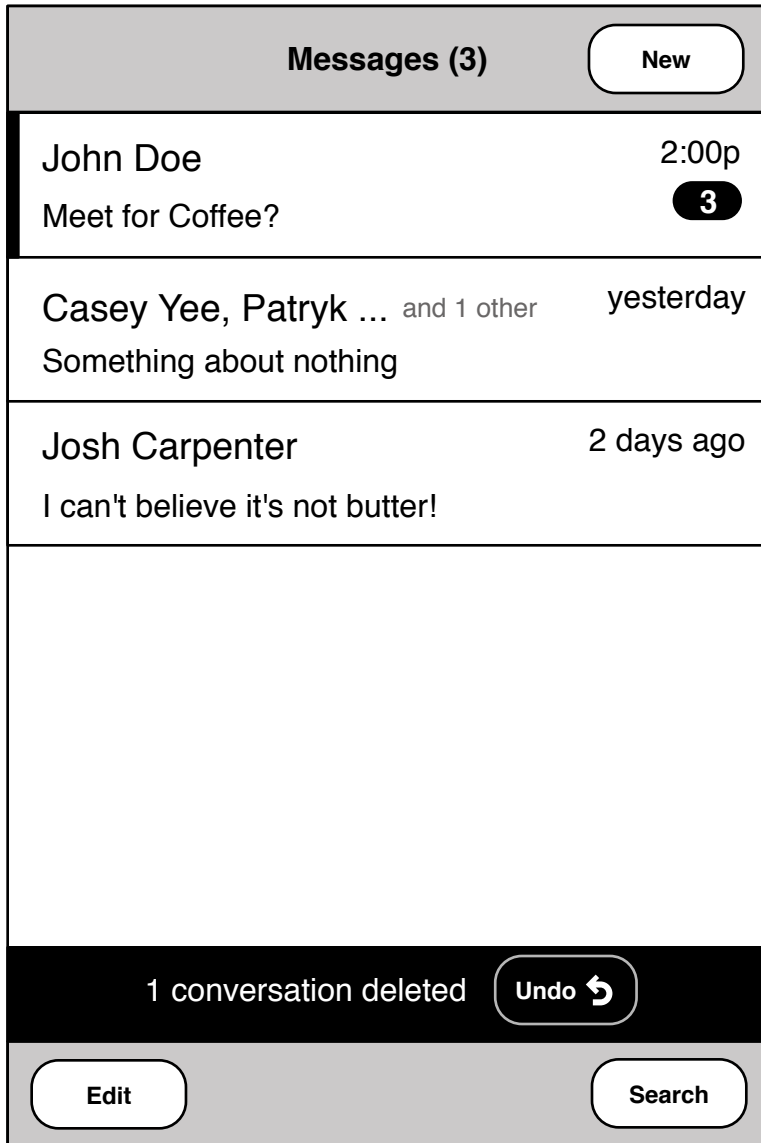 Messages (3) New
John Doe 2:00p
Meet for Coffee? 3
Casey Yee, Patryk ... and 1 other yesterday
Something about nothing
Josh Carpenter 2 days ago
I can't believe it's not butter!
1 conversation deleted Undo
Edit Search